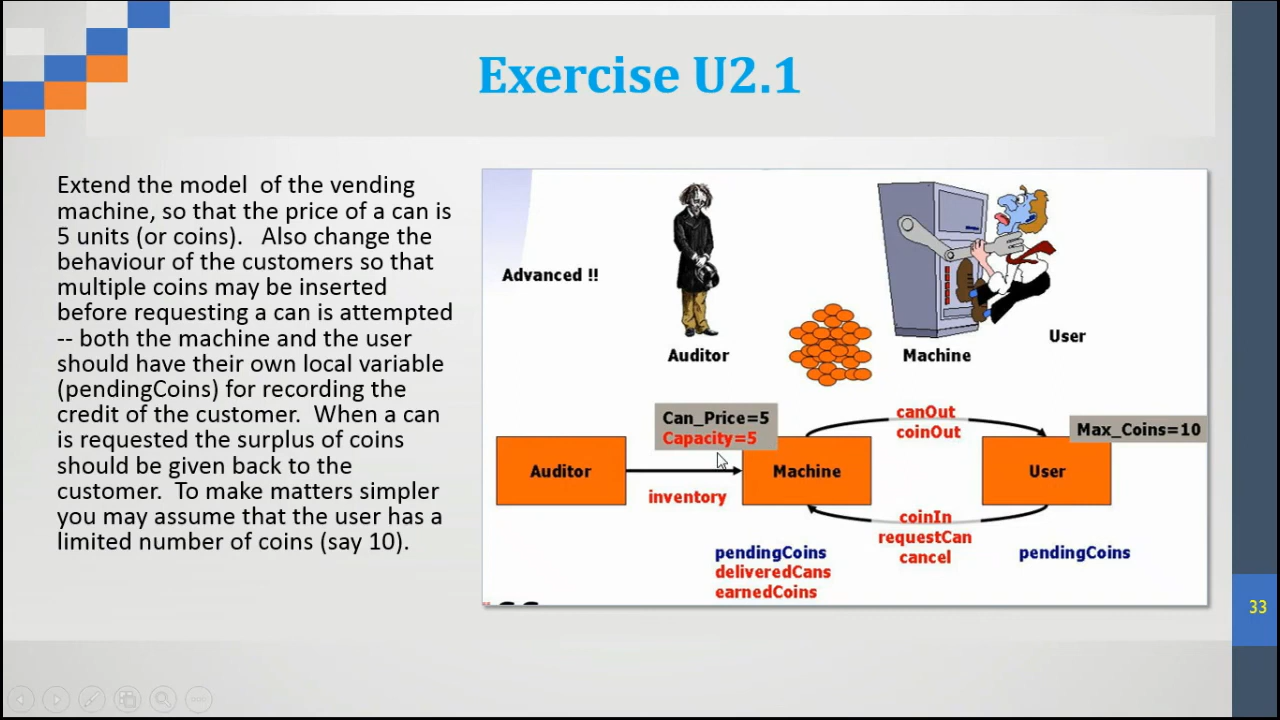 Exercise U2.1
Extend the model of the vending
machine, so that the price of a can is
5 units (or coins). Also change the
behaviour of the customers so that
multiple coins may be inserted
before requesting a can is attempted
-- both the machine and the user
should have their own local variable
(pendingCoins) for recording the
credit of the customer. When a can
is requested the surplus of coins
should be given back to the
customer. To make matters simpler
you may assume that the user has a
limited number of coins (say 10).
Advanced !!
Auditor
Machine
User
Can_Price=5
Capacity=5
canOut
coinOut
Max_Coins=10
Auditor
Machine
User
inventory
coinIn
requestCan
cancel
pendingCoins
deliveredCans
earnedCoins
pendingCoins
33